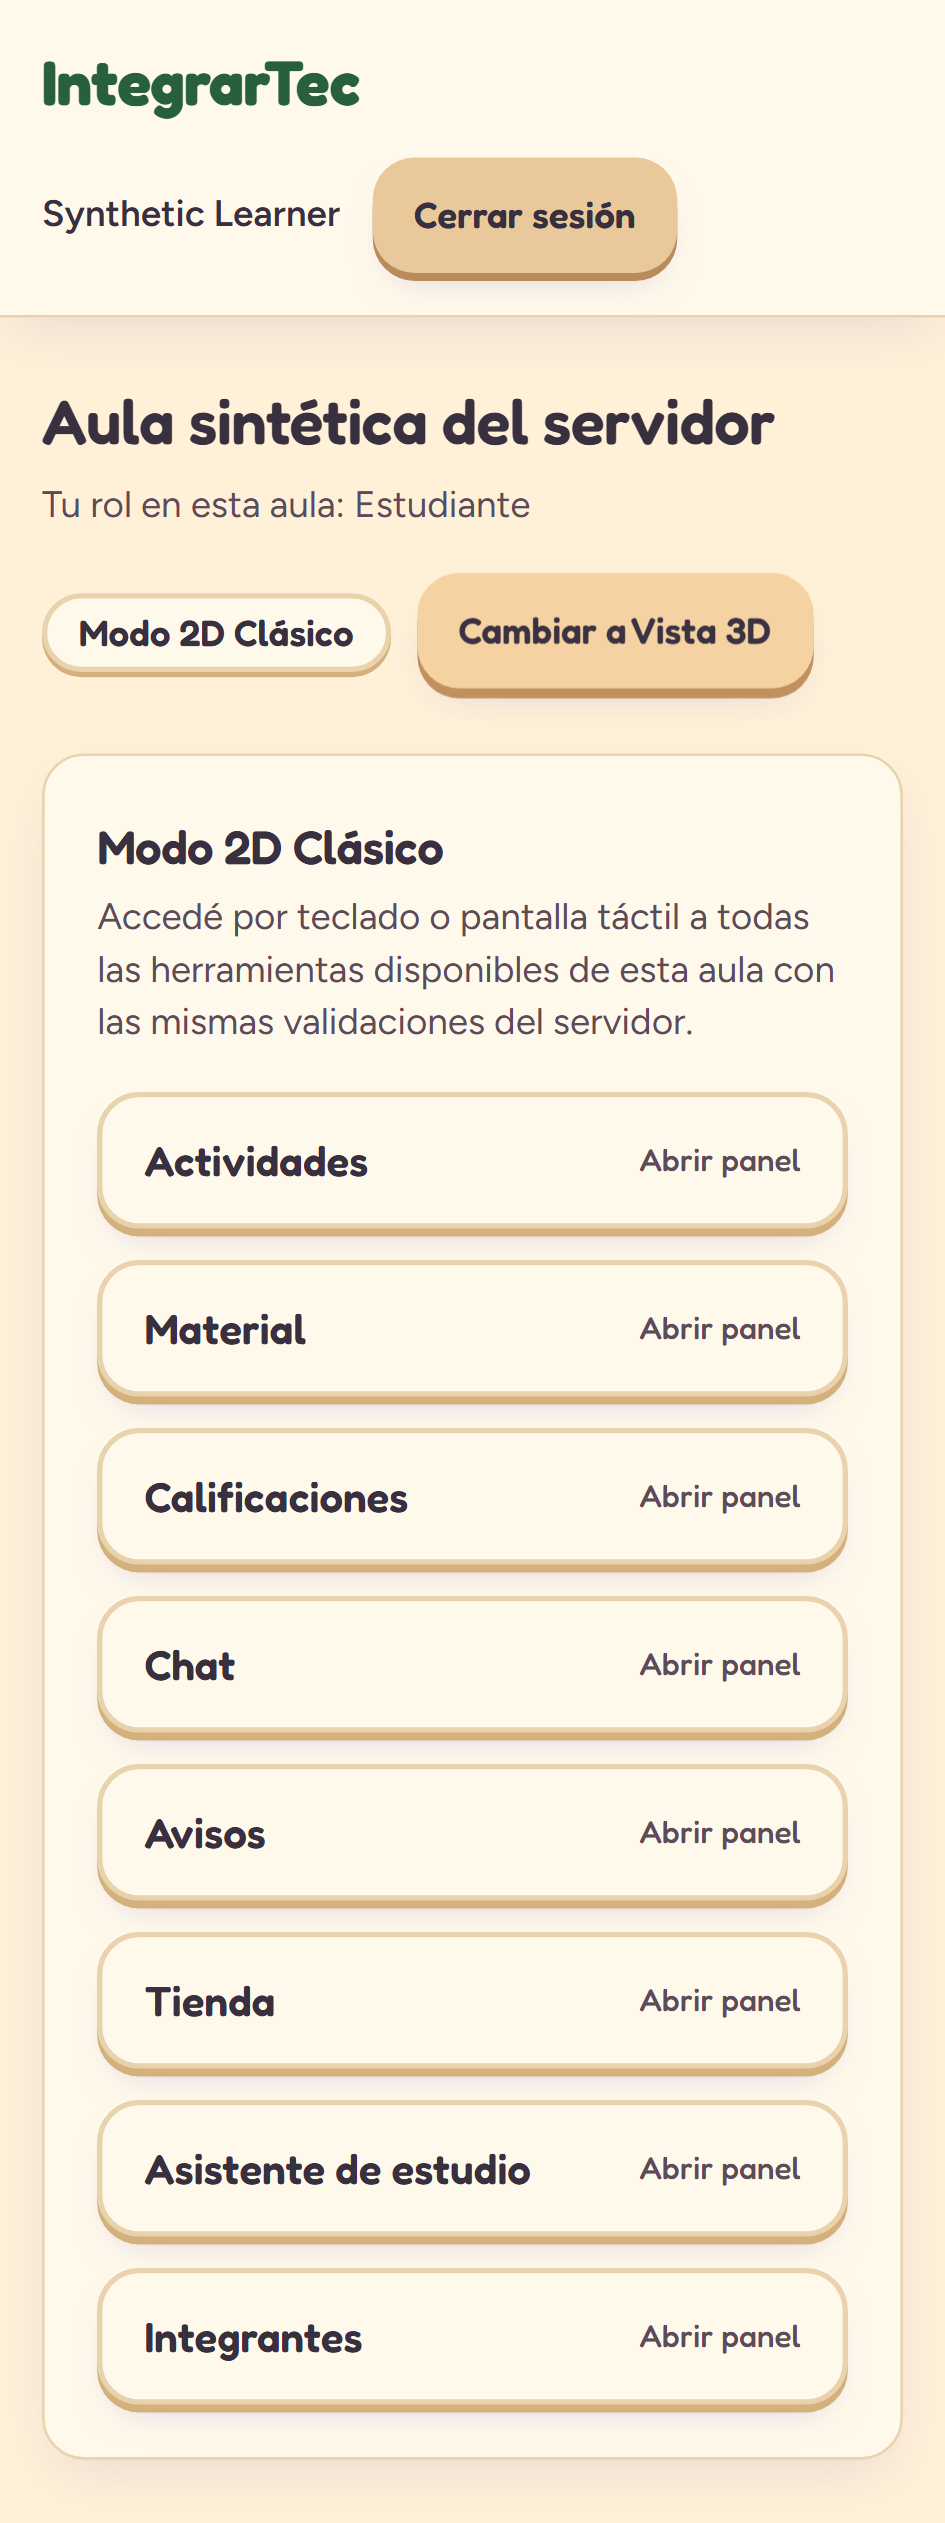 IntegrarTec
Synthetic Learner
Cerrar sesión
Aula sintética del servidor
Tu rol en esta aula: Estudiante
Modo 2D Clásico
Cambiar a Vista 3D
Modo 2D Clásico
Accedé por teclado o pantalla táctil a todas
las herramientas disponibles de esta aula con
las mismas validaciones del servidor.
Actividades Abrir panel
Material Abrir panel
Calificaciones Abrir panel
Chat Abrir panel
Avisos Abrir panel
Tienda Abrir panel
Asistente de estudio Abrir panel
Integrantes Abrir panel